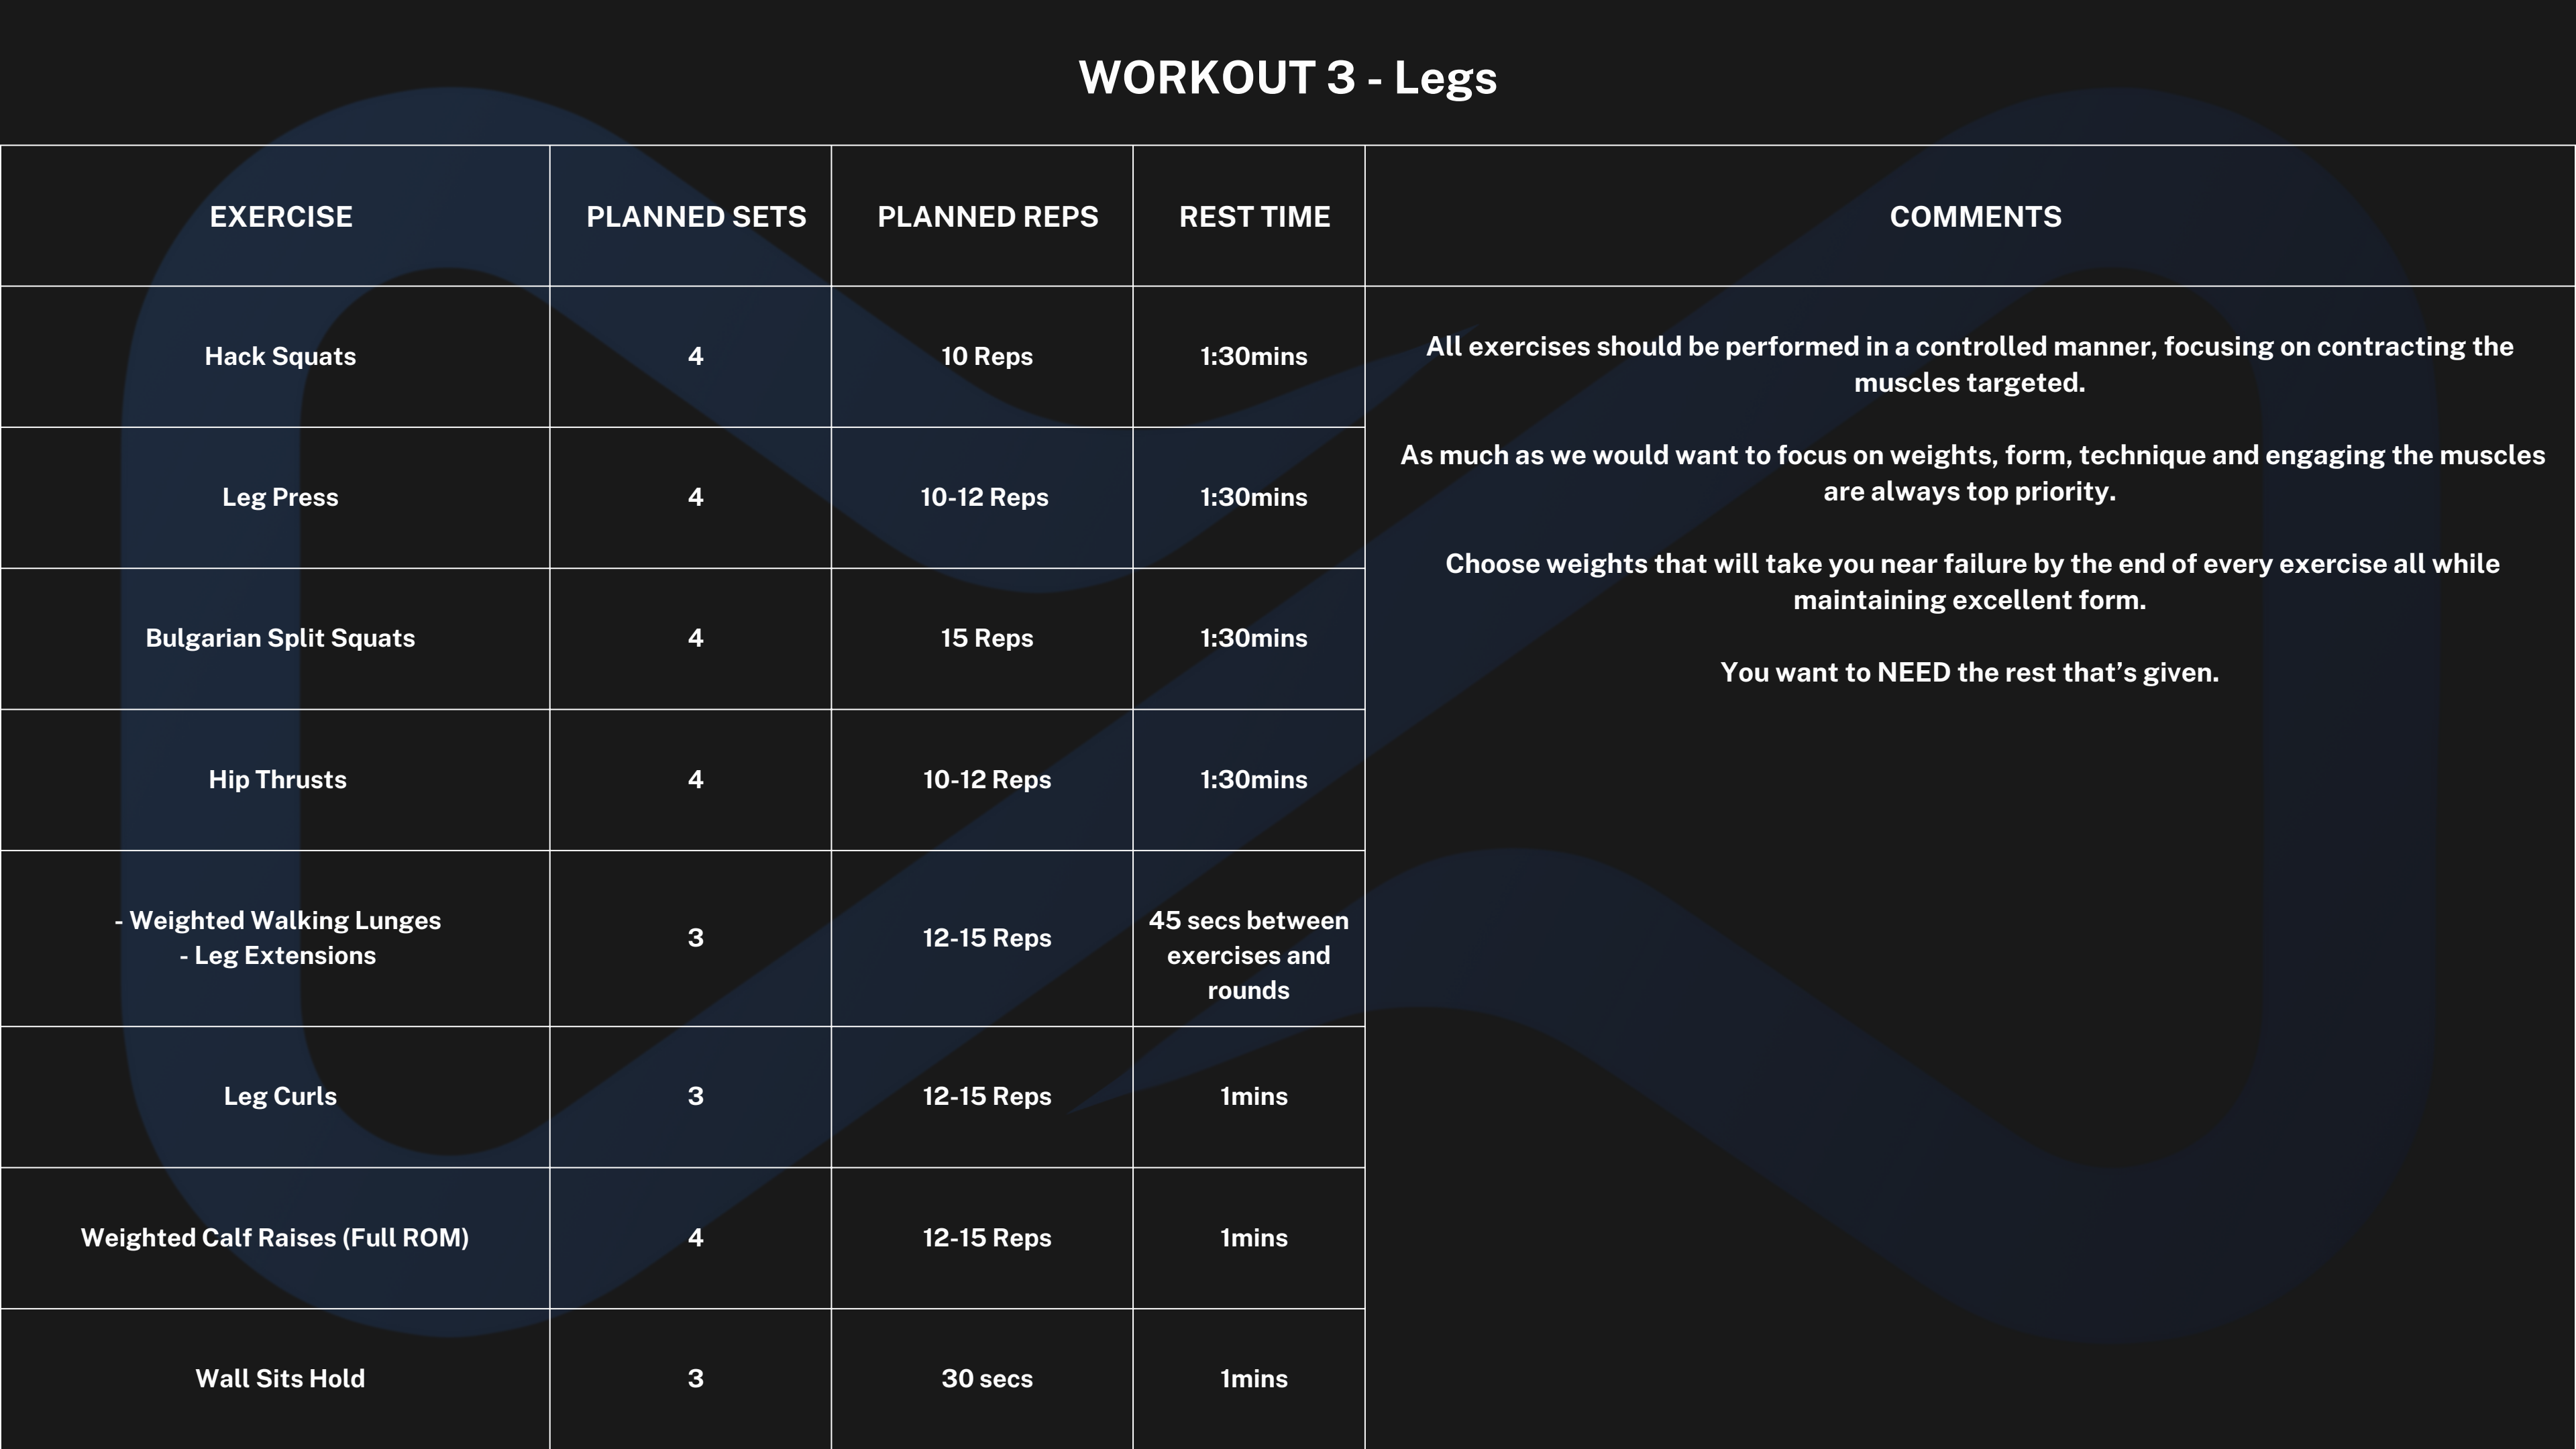 WORKOUT 3 - Legs
EXERCISE PLANNED SETS PLANNED REPS REST TIME COMMENTS
Hack Squats 4 10 Reps 1:30mins
Leg Press 4 10-12 Reps 1:30mins
Bulgarian Split Squats 4 15 Reps 1:30mins
Hip Thrusts 4 10-12 Reps 1:30mins
- Weighted Walking Lunges
- Leg Extensions
3 12-15 Reps
45 secs between
exercises and
rounds
Leg Curls 3 12-15 Reps 1mins
Weighted Calf Raises (Full ROM) 4 12-15 Reps 1mins
Wall Sits Hold 3 30 secs 1mins
All exercises should be performed in a controlled manner, focusing on contracting the
muscles targeted.
As much as we would want to focus on weights, form, technique and engaging the muscles
are always top priority.
Choose weights that will take you near failure by the end of every exercise all while
maintaining excellent form.
You want to NEED the rest that’s given.